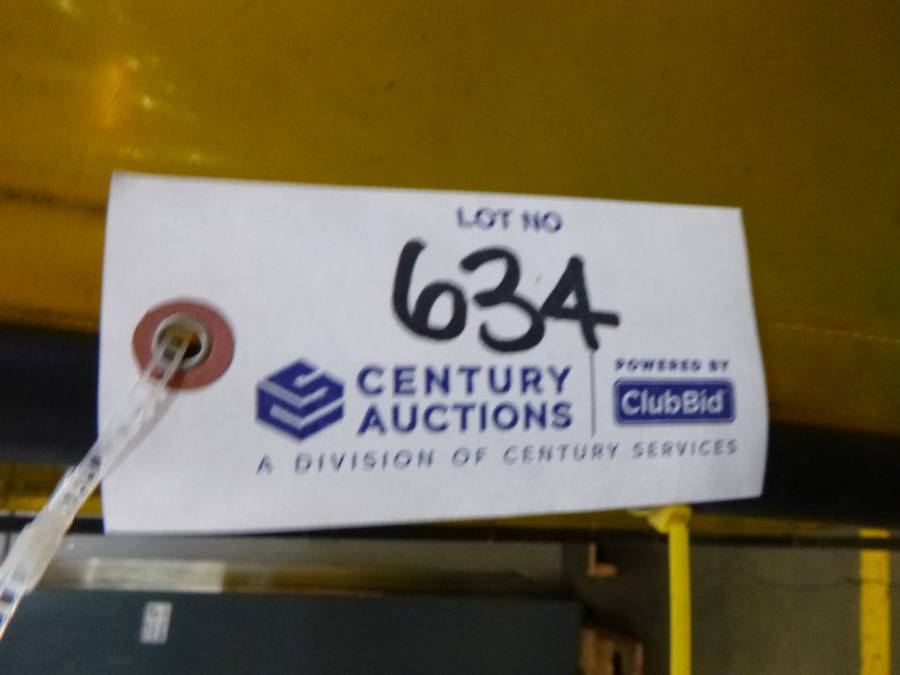 LOT NO
634
CENTURY
AUCTIONS
POWERED BY
ClubBid
A DIVISION OF CENTURY SERVICES